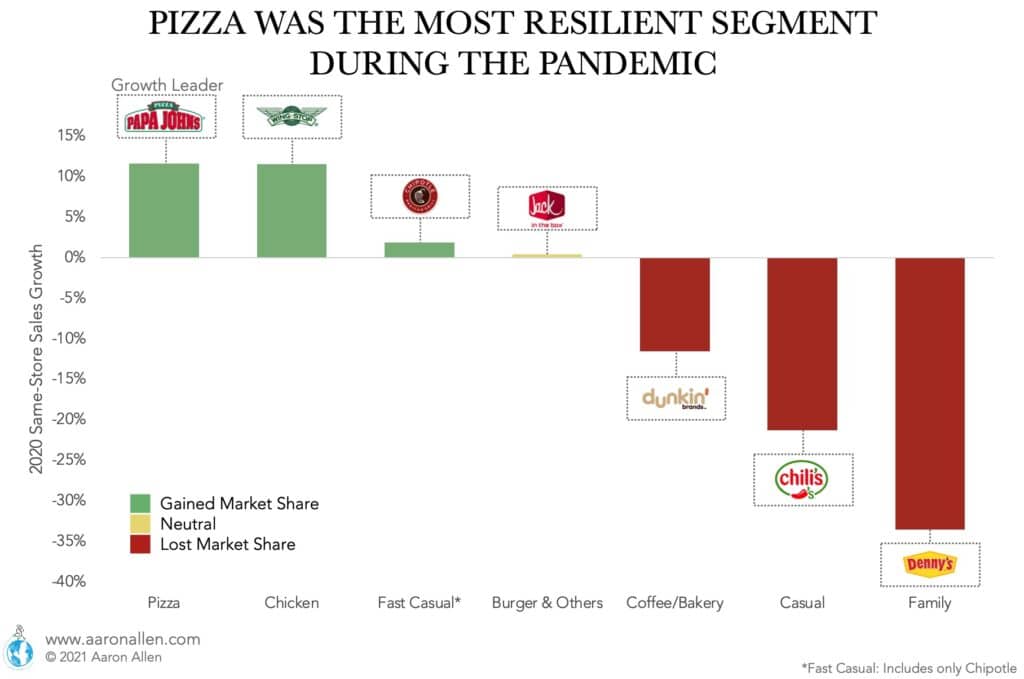 PIZZA WAS THE MOST RESILIENT SEGMENT
DURING THE PANDEMIC
Growth Leader
PIZZA
PAPA JOHNS
WING·STOP
15%
10%
5%
0%
-5%
-10%
-15%
-20%
-25%
-30%
-35%
-40%
2020 Same-Store Sales Growth
CHIPOTLE
Jack
in the box
dunkin'
brands
chili's
Denny's
Gained Market Share
Neutral
Lost Market Share
Pizza
Chicken
Fast Casual*
Burger & Others
Coffee/Bakery
Casual
Family
www.aaronallen.com
© 2021 Aaron Allen
*Fast Casual: Includes only Chipotle